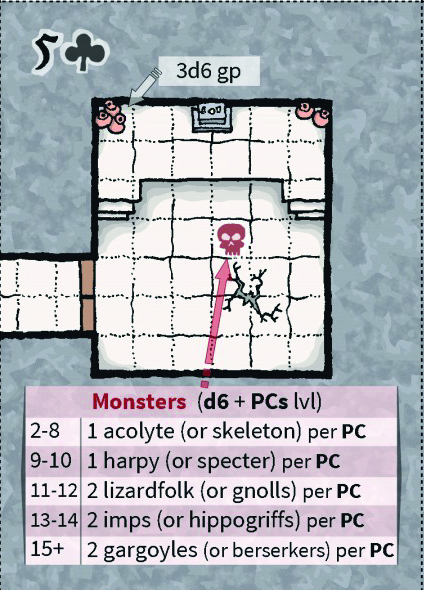 5♣
3d6 gp
Monsters (d6 + PCs lvl)
2-8 1 acolyte (or skeleton) per PC
9-10 1 harpy (or specter) per PC
11-12 2 lizardfolk (or gnolls) per PC
13-14 2 imps (or hippogriffs) per PC
15+ 2 gargoyles (or berserkers) per PC